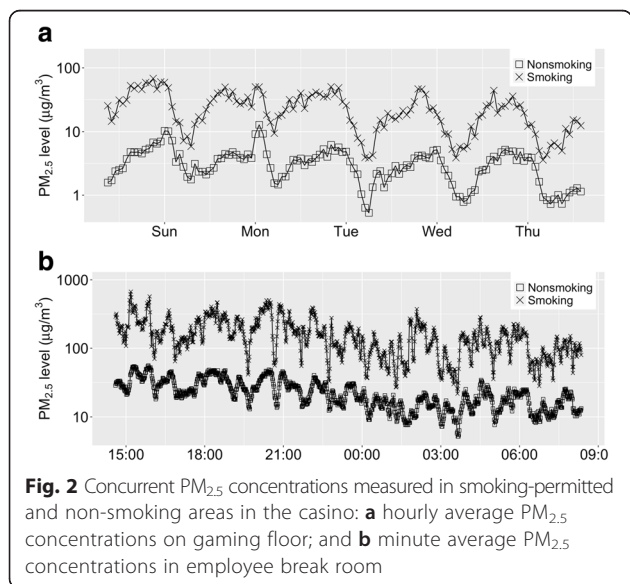 a
Nonsmoking
Smoking
PM2.5 level (µg/m³)
100
10
1
Sun Mon Tue Wed Thu
b
Nonsmoking
Smoking
PM2.5 level (µg/m³)
1000
100
10
15:00 18:00 21:00 00:00 03:00 06:00 09:0
Fig. 2 Concurrent PM2.5 concentrations measured in smoking-permitted
and non-smoking areas in the casino: a hourly average PM2.5
concentrations on gaming floor; and b minute average PM2.5
concentrations in employee break room